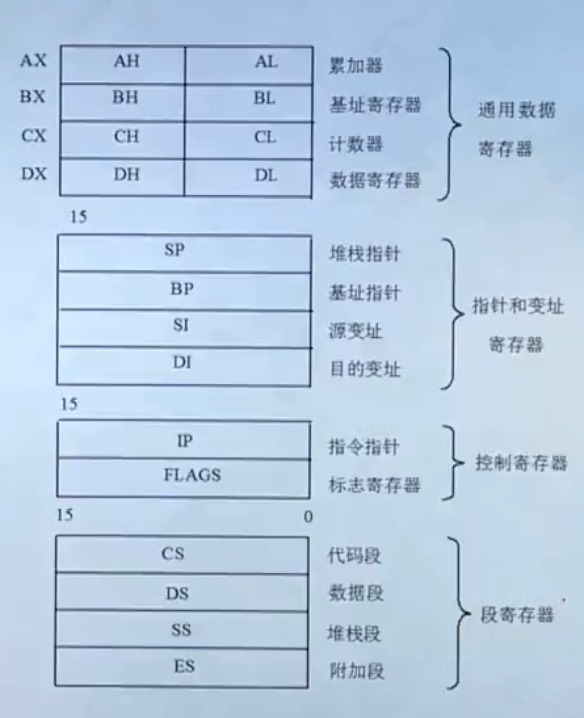 AX AH AL 累加器
BX BH BL 基址寄存器 通用数据
CX CH CL 计数器 寄存器
DX DH DL 数据寄存器
15
SP 堆栈指针
BP 基址指针 指针和变址
SI 源变址 寄存器
DI 目的变址
15
IP 指令指针 控制寄存器
FLAGS 标志寄存器
15 0
CS 代码段
DS 数据段 段寄存器
SS 堆栈段
ES 附加段